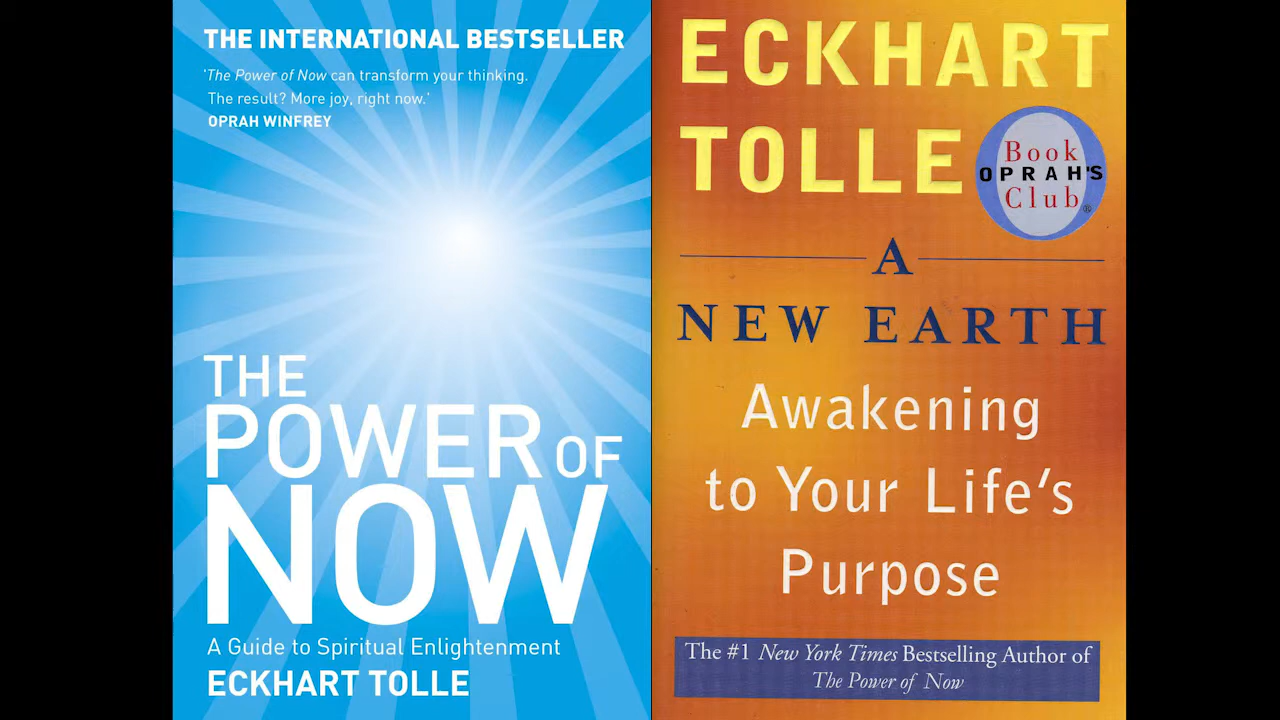 THE INTERNATIONAL BESTSELLER
'The Power of Now can transform your thinking.
The result? More joy, right now.'
OPRAH WINFREY
THE
POWER OF
NOW
A Guide to Spiritual Enlightenment
ECKHART TOLLE
ECKHART
TOLLE
Book
OPRAH'S
Club®
A
NEW EARTH
Awakening
to Your Life's
Purpose
The #1 New York Times Bestselling Author of
The Power of Now